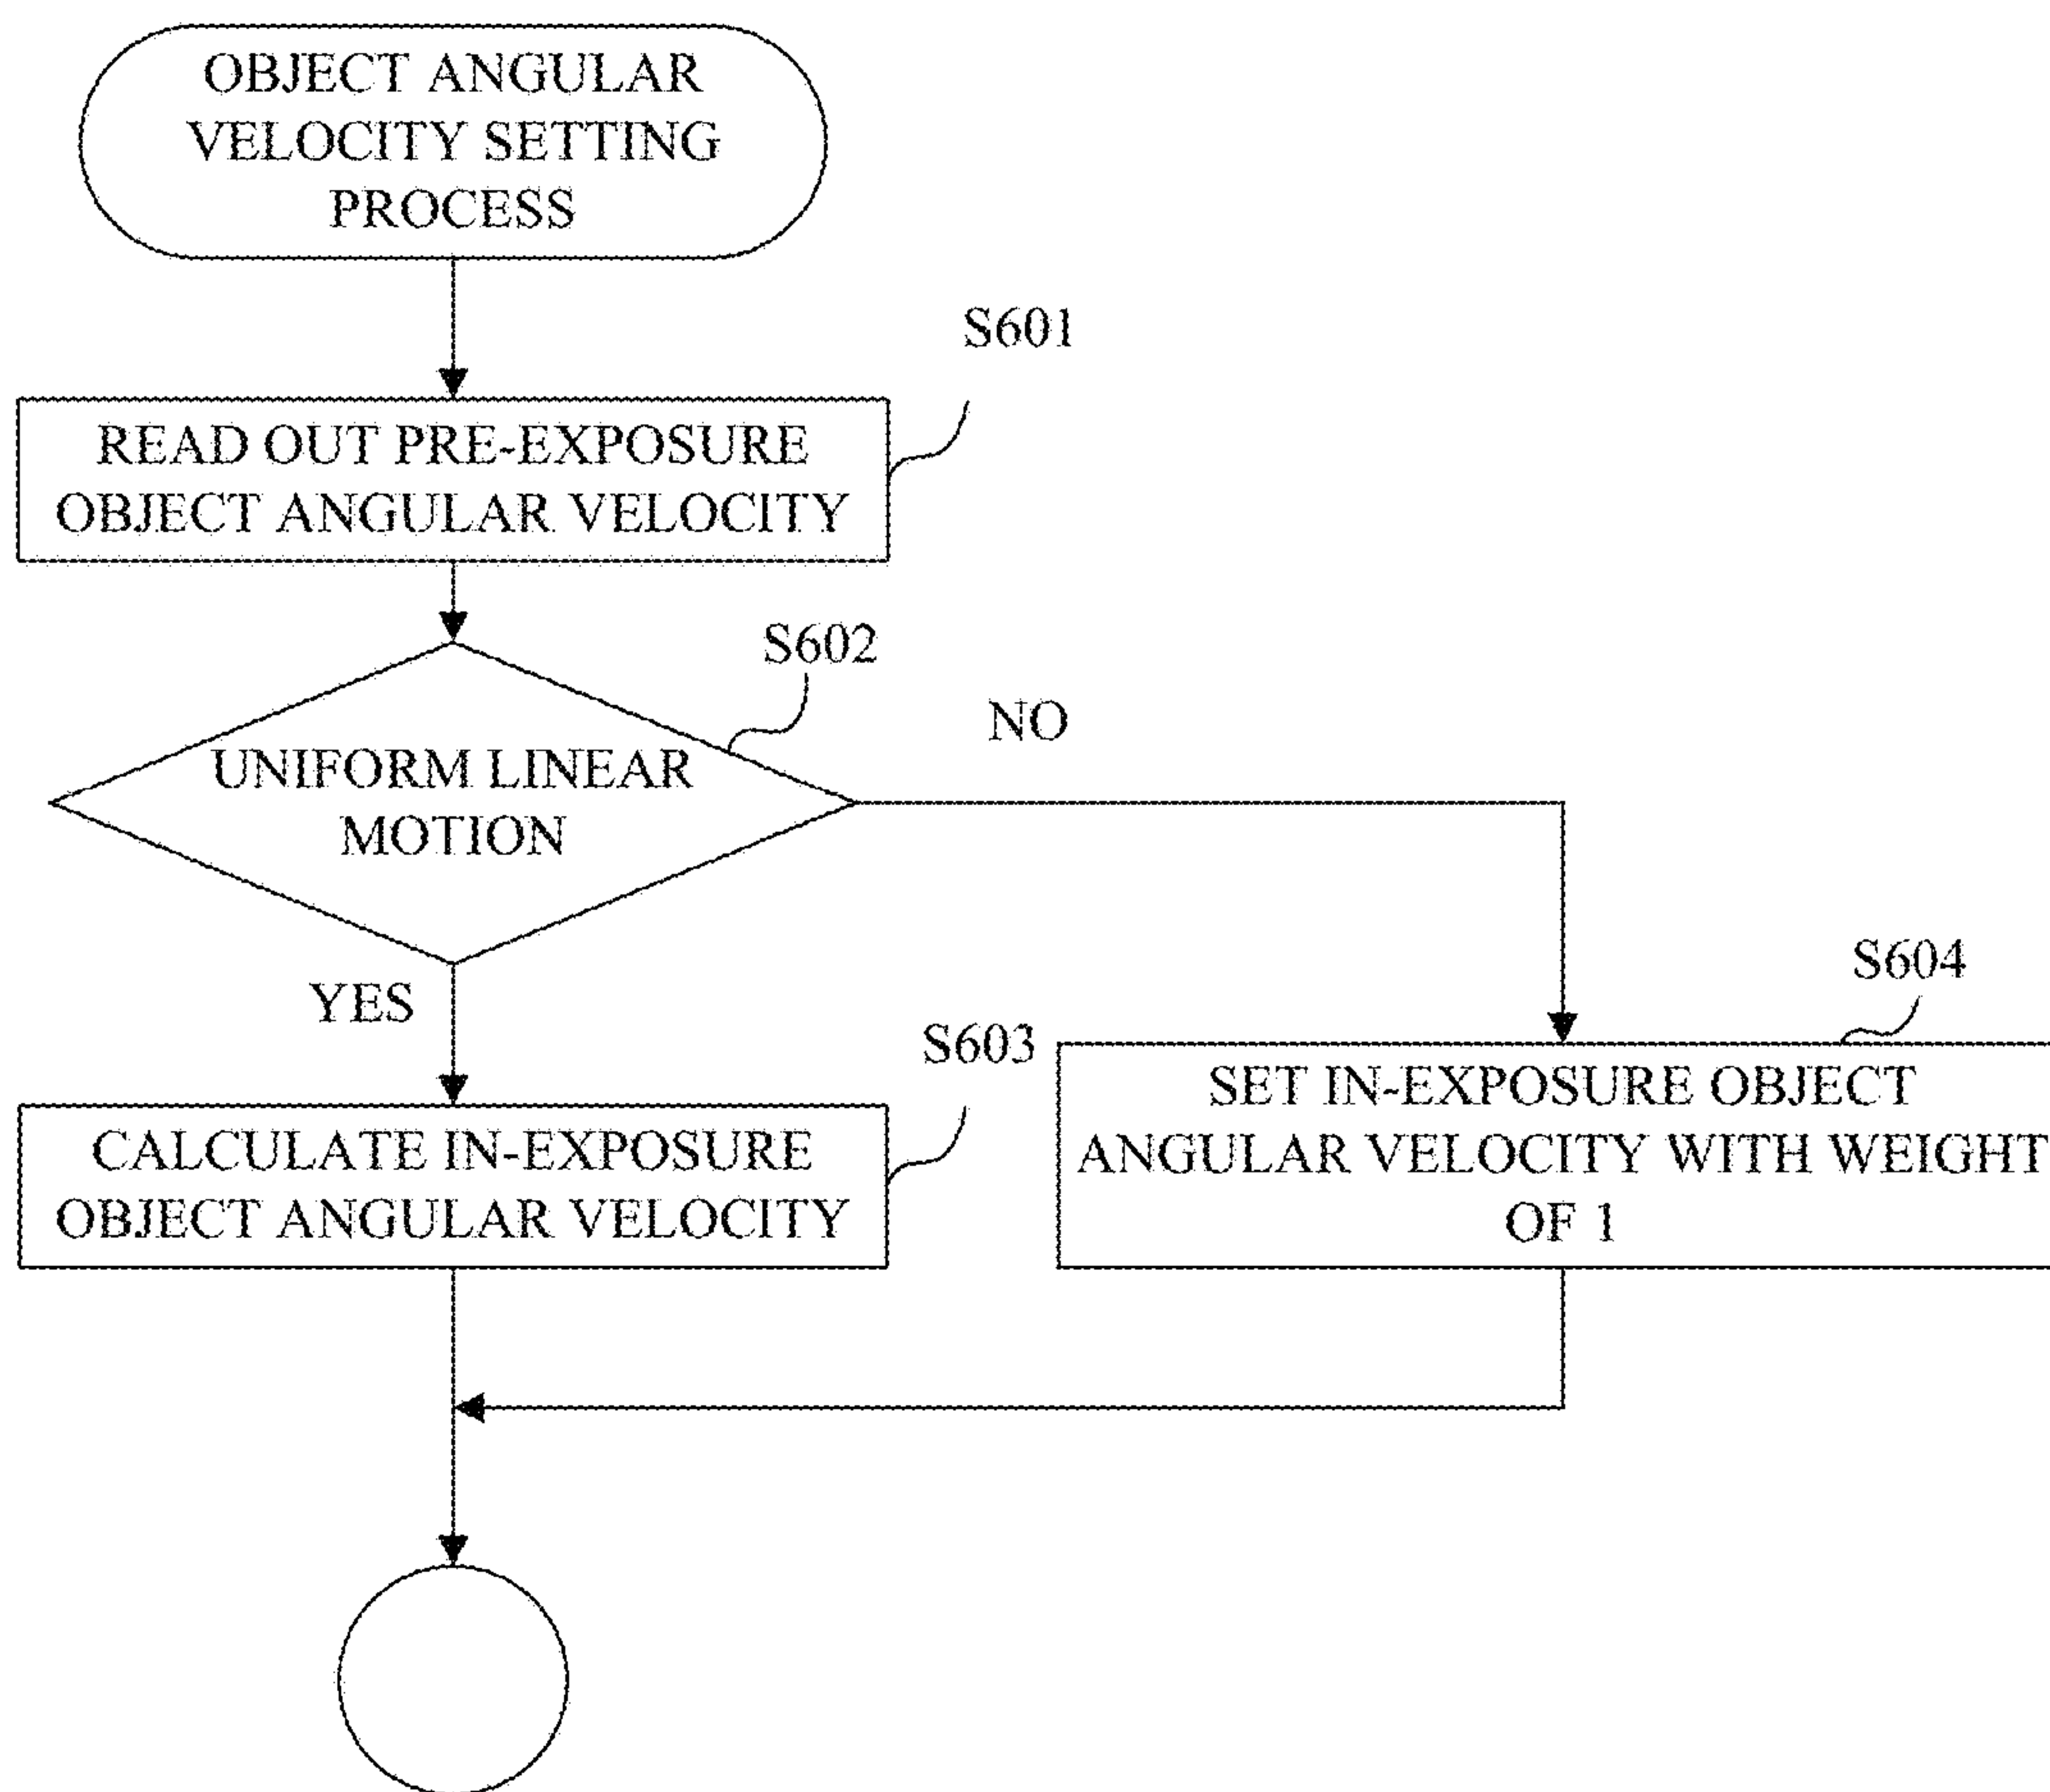 OBJECT ANGULAR
VELOCITY SETTING
PROCESS
S601
READ OUT PRE-EXPOSURE
OBJECT ANGULAR VELOCITY
S602
NO
UNIFORM LINEAR
MOTION
YES
S603
S604
CALCULATE IN-EXPOSURE
OBJECT ANGULAR VELOCITY
SET IN-EXPOSURE OBJECT
ANGULAR VELOCITY WITH WEIGHT
OF 1